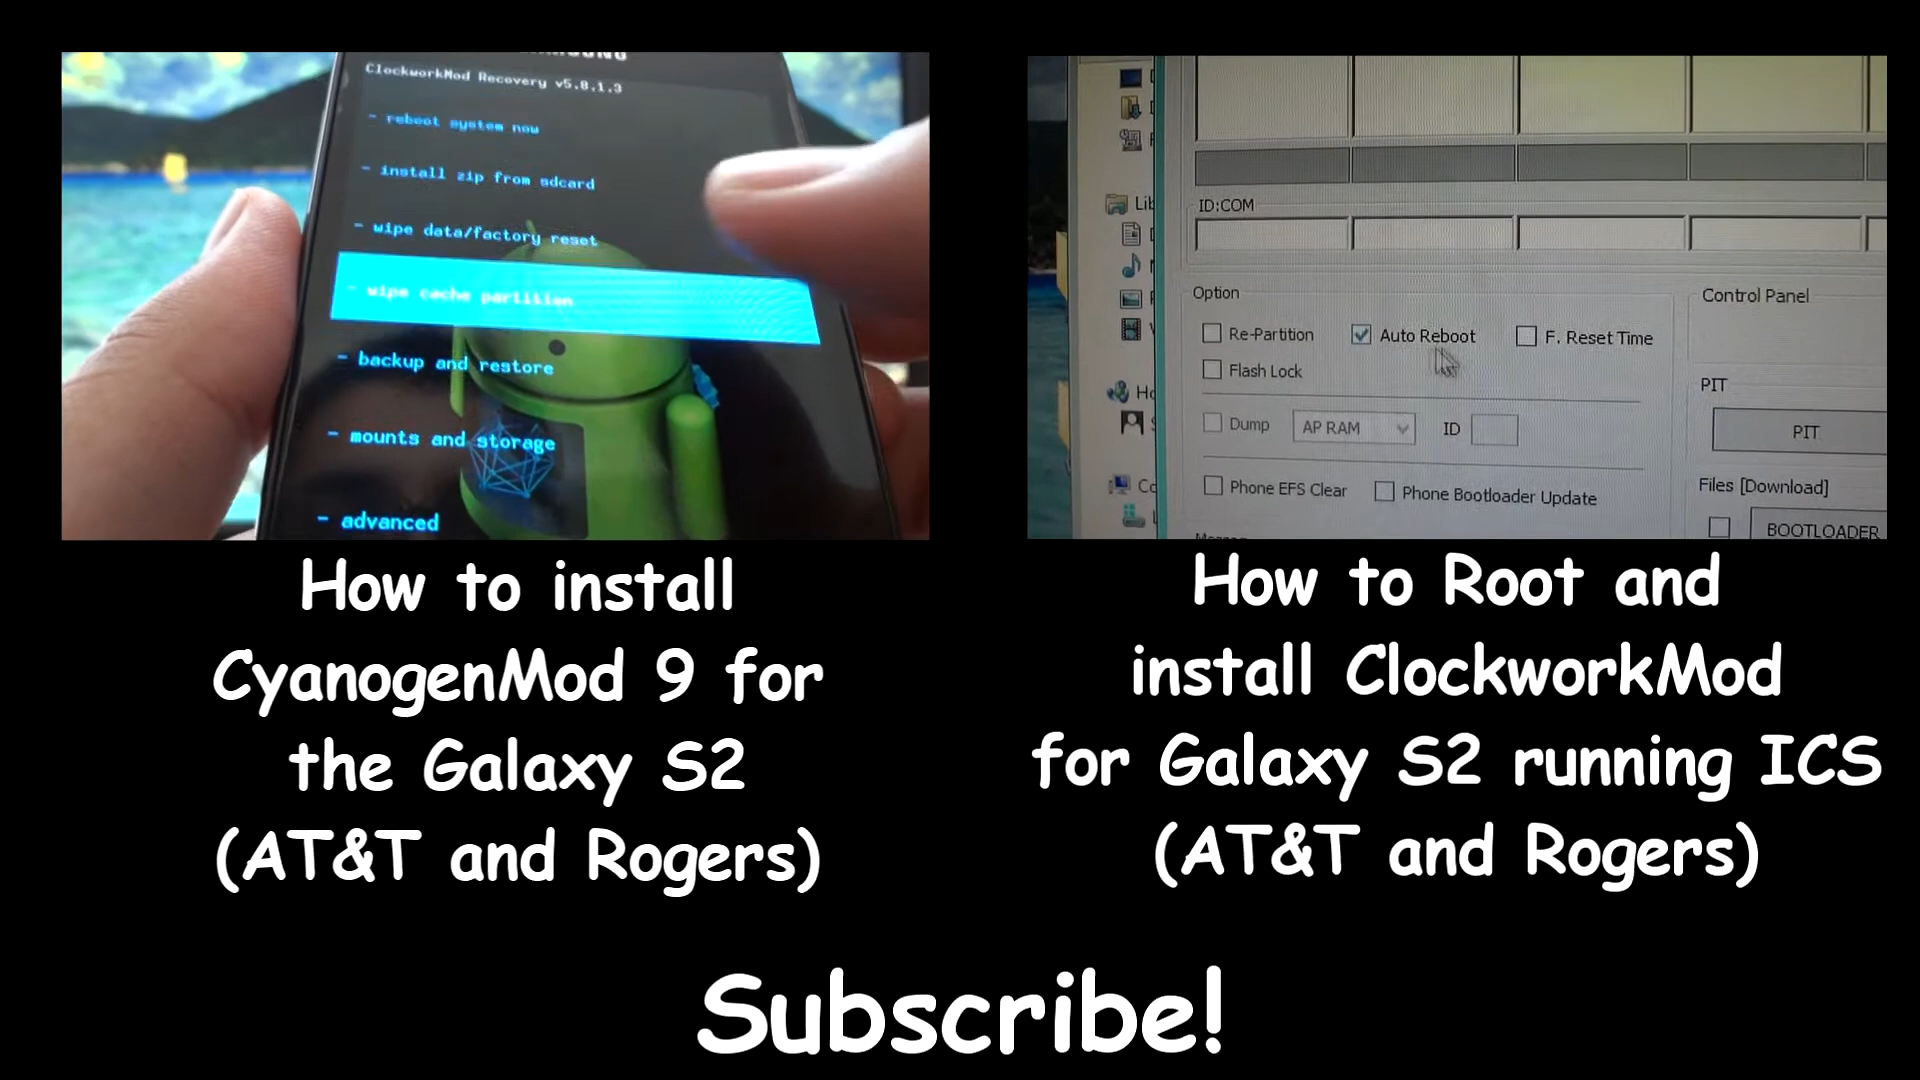 ClockworkMod Recovery v5.8.1.3
- reboot system now
- install zip from sdcard
- wipe data/factory reset
- wipe cache partition
- backup and restore
- mounts and storage
- advanced
How to install
CyanogenMod 9 for
the Galaxy S2
(AT&T and Rogers)
ID:COM
Option
Re-Partition Auto Reboot F. Reset Time
Flash Lock
Dump AP RAM ID
Phone EFS Clear Phone Bootloader Update
Control Panel
PIT
PIT
Files [Download]
BOOTLOADER
How to Root and
install ClockworkMod
for Galaxy S2 running ICS
(AT&T and Rogers)
Subscribe!